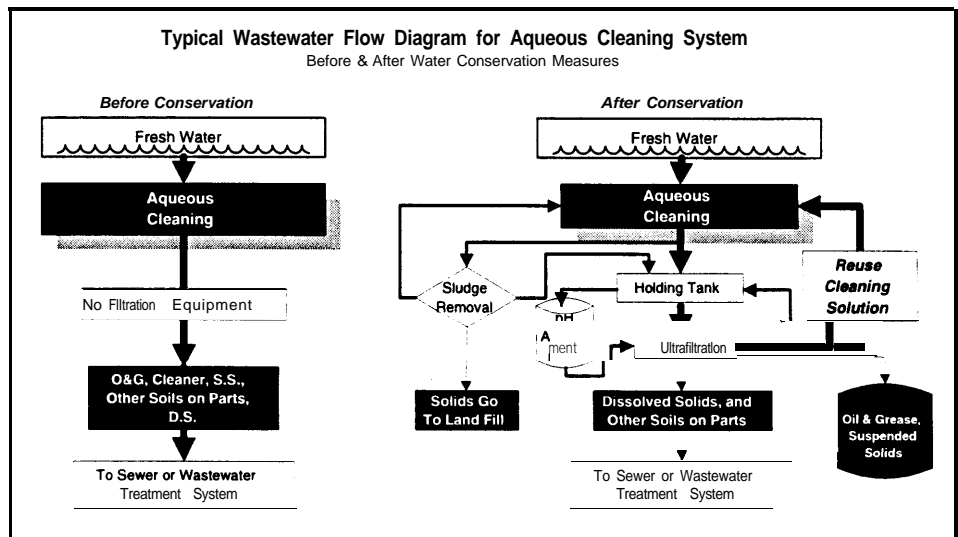 Typical Wastewater Flow Diagram for Aqueous Cleaning System
Before & After Water Conservation Measures
Before Conservation
Fresh Water
Aqueous
Cleaning
No Filtration Equipment
O&G, Cleaner, S.S.,
Other Soils on Parts,
D.S.
To Sewer or Wastewater
Treatment System
After Conservation
Fresh Water
Aqueous
Cleaning
Sludge
Removal
Holding Tank
Reuse
Cleaning
Solution
pH
A
ment
Ultrafiltration
Solids Go
To Land Fill
Dissolved Solids, and
Other Soils on Parts
Oil & Grease,
Suspended
Solids
To Sewer or Wastewater
Treatment System